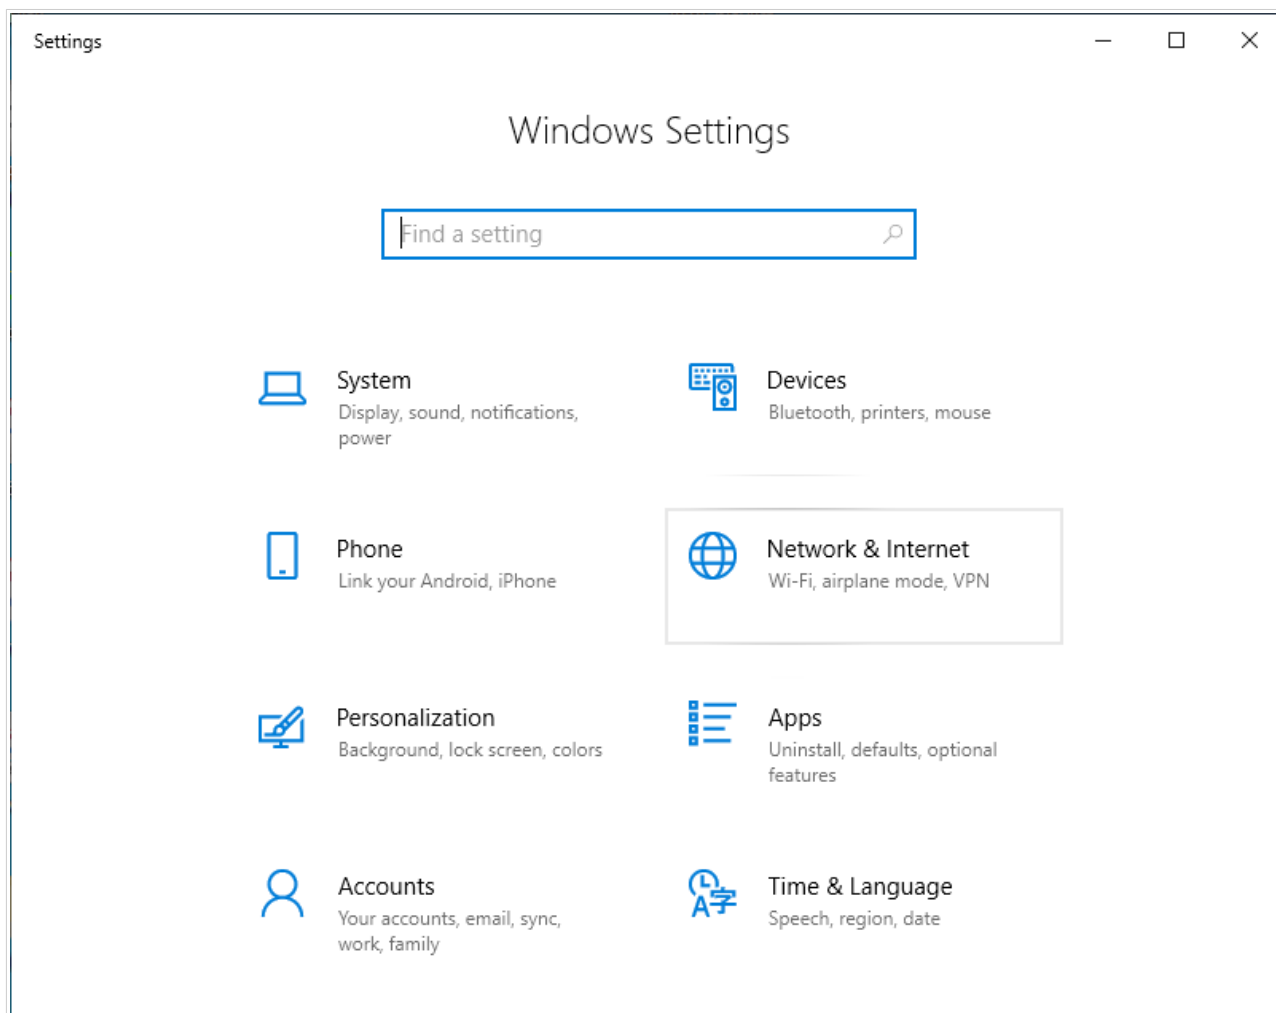 Settings
Windows Settings
Find a setting
System
Display, sound, notifications,
power
Devices
Bluetooth, printers, mouse
Phone
Link your Android, iPhone
Network & Internet
Wi-Fi, airplane mode, VPN
Personalization
Background, lock screen, colors
Apps
Uninstall, defaults, optional
features
Accounts
Your accounts, email, sync,
work, family
Time & Language
Speech, region, date